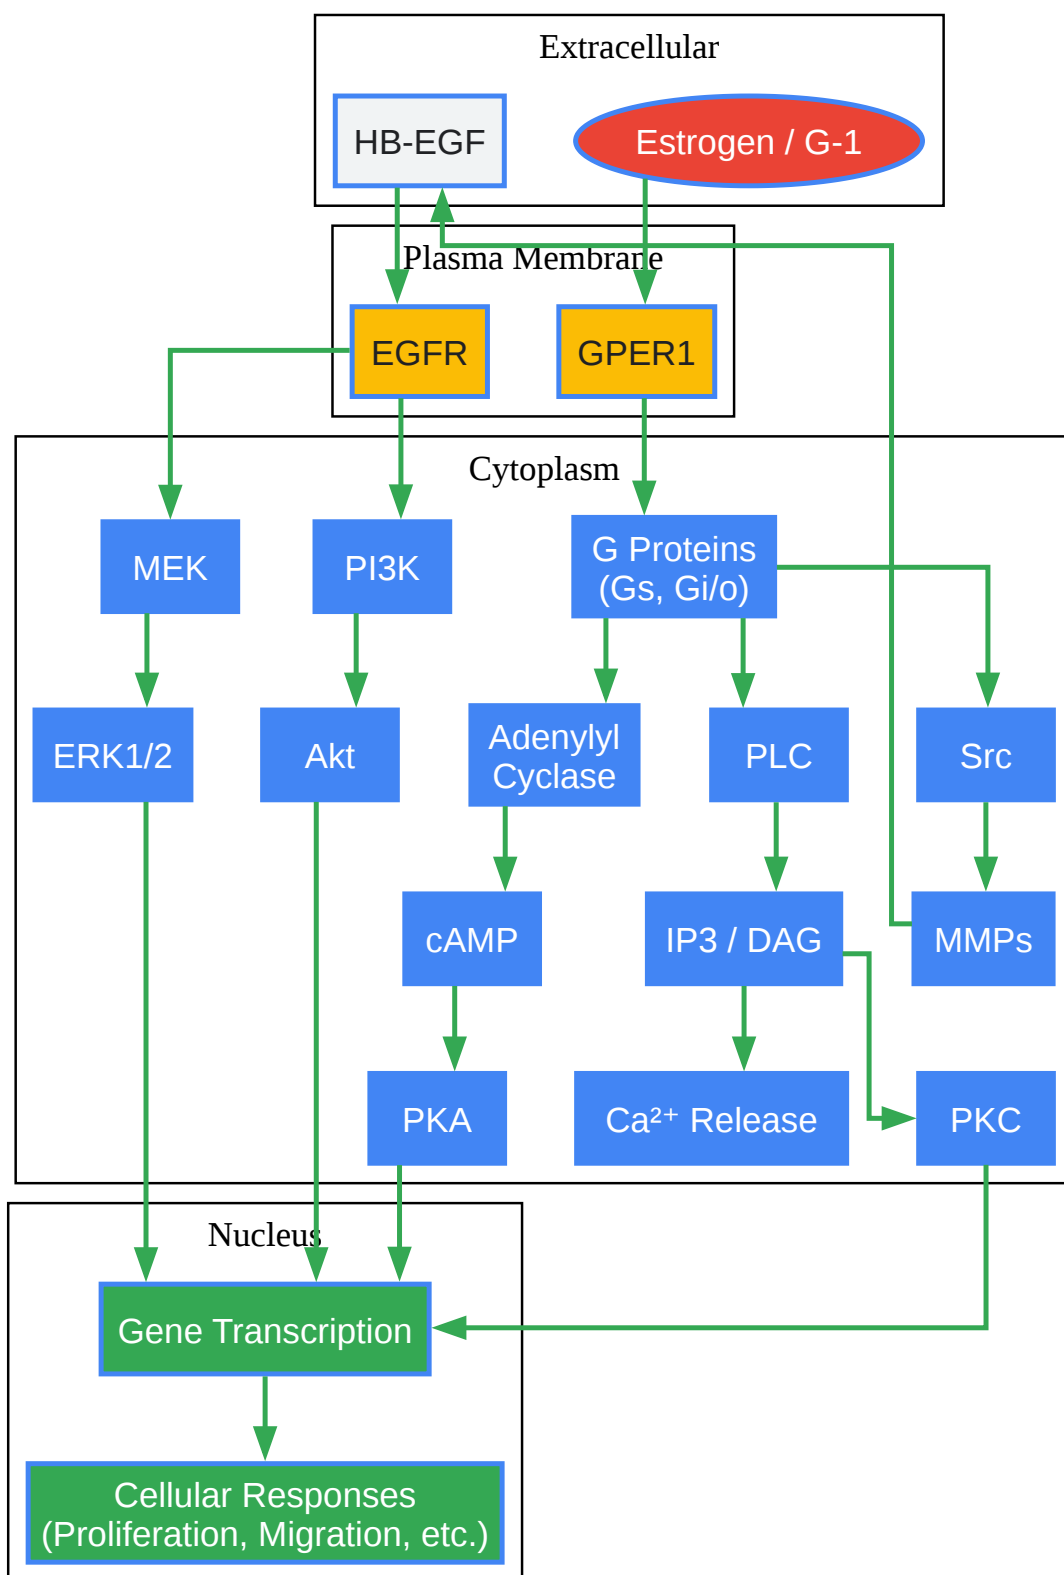 Extracellular
HB-EGF
Estrogen / G-1
Plasma Membrane
EGFR
GPER1
Cytoplasm
MEK
PI3K
G Proteins
(Gs, Gi/o)
ERK1/2
Akt
Adenylyl
Cyclase
PLC
Src
cAMP
IP3 / DAG
MMPs
PKA
Ca²⁺ Release
PKC
Nucleus
Gene Transcription
Cellular Responses
(Proliferation, Migration, etc.)